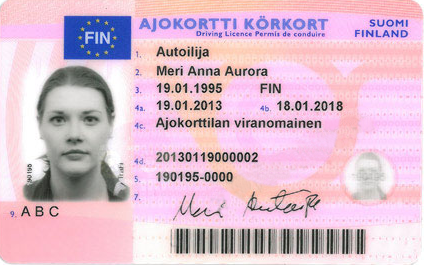 FIN
AJOKORTTI KÖRKORT
Driving Licence Permis de conduire
SUOMI
FINLAND
1. Autoilija
2. Meri Anna Aurora
3. 19.01.1995 FIN
4a. 19.01.2013 4b. 18.01.2018
4c. Ajokorttilan viranomainen
4d. 20130119000002
5. 190195-0000
7. Meri Autoilija
190195
TraFi
9. A B C